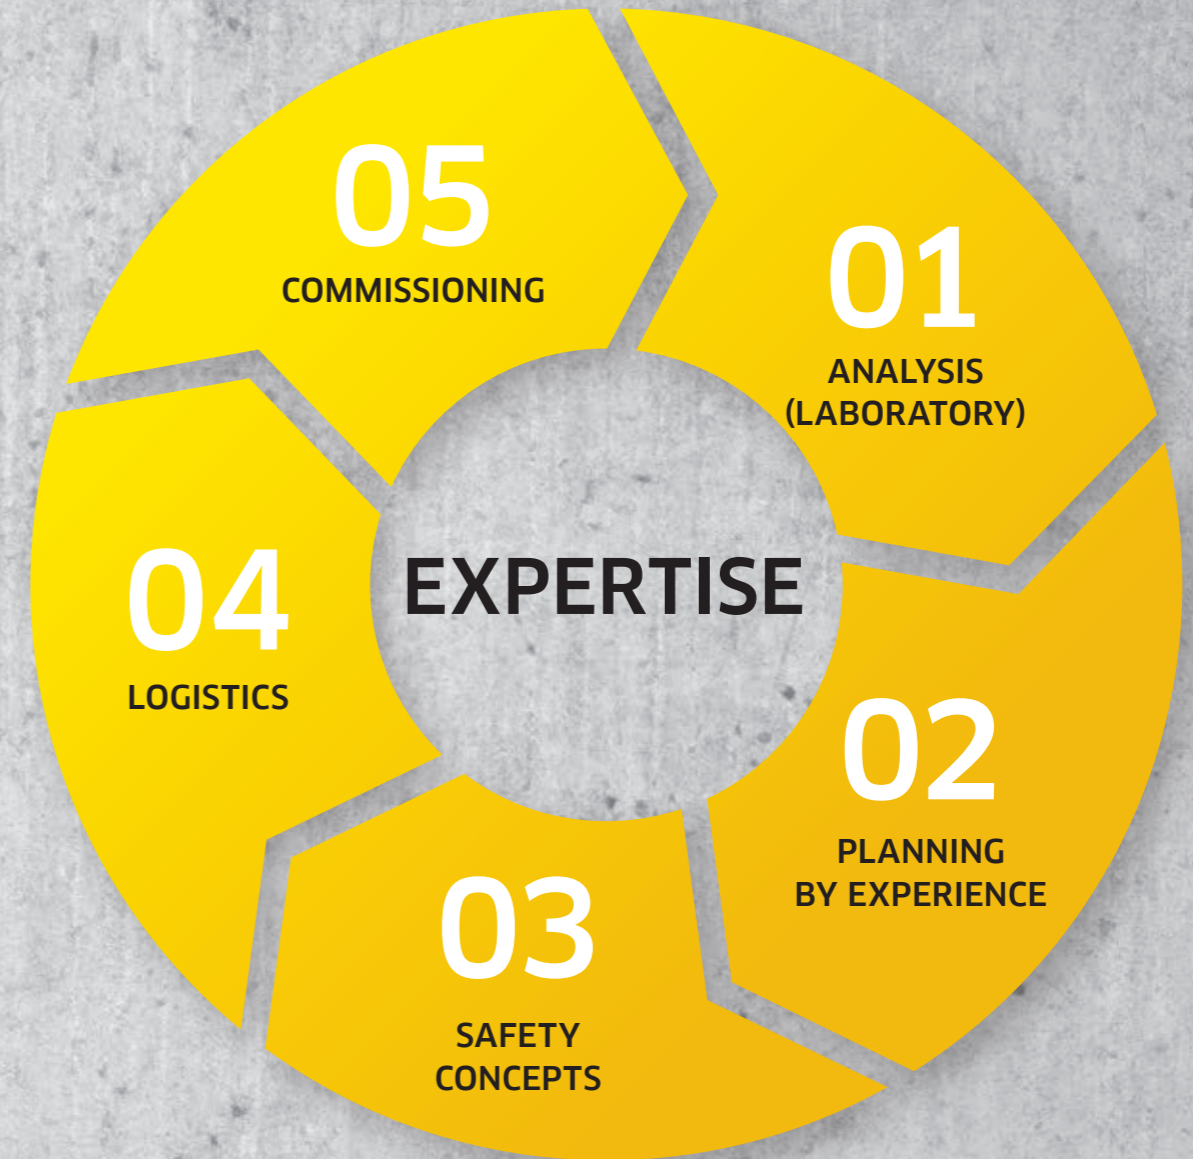 EXPERTISE
01
ANALYSIS
(LABORATORY)
02
PLANNING
BY EXPERIENCE
03
SAFETY
CONCEPTS
04
LOGISTICS
05
COMMISSIONING